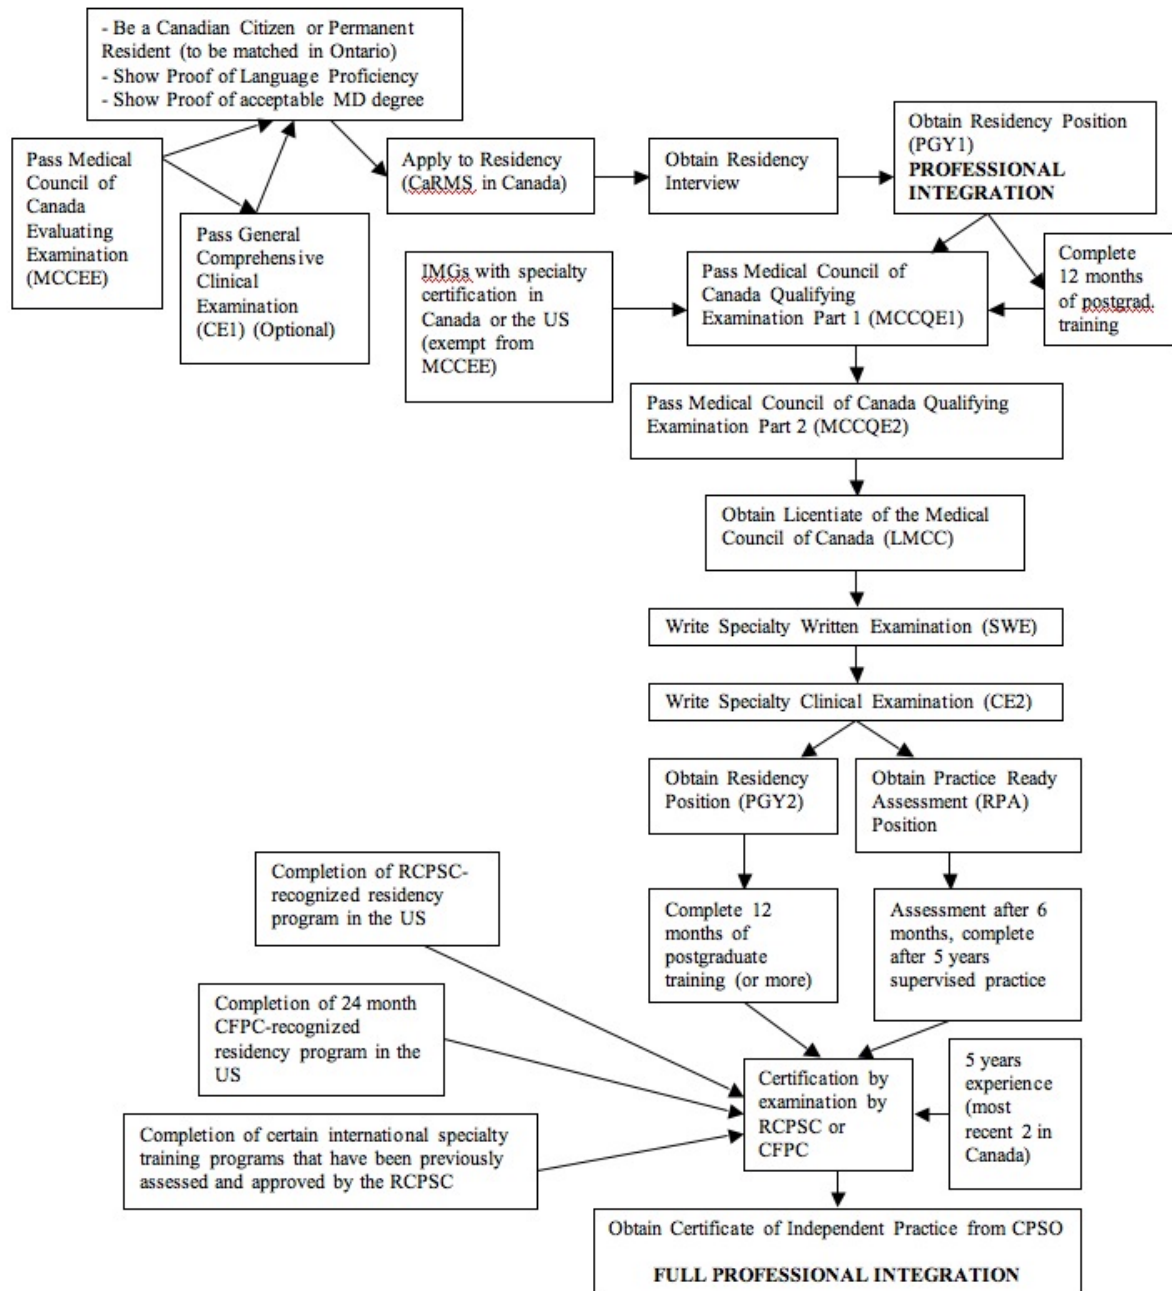 - Be a Canadian Citizen or Permanent
Resident (to be matched in Ontario)
- Show Proof of Language Proficiency
- Show Proof of acceptable MD degree
Pass Medical
Council of
Canada
Evaluating
Examination
(MCCEE)
Pass General
Comprehensive
Clinical
Examination
(CE1) (Optional)
Apply to Residency
(CaRMS in Canada)
Obtain Residency
Interview
Obtain Residency Position
(PGY1)
PROFESSIONAL
INTEGRATION
IMGs with specialty
certification in
Canada or the US
(exempt from
MCCEE)
Pass Medical Council of
Canada Qualifying
Examination Part 1 (MCCQE1)
Complete
12 months
of postgrad.
training
Pass Medical Council of Canada Qualifying
Examination Part 2 (MCCQE2)
Obtain Licentiate of the Medical
Council of Canada (LMCC)
Write Specialty Written Examination (SWE)
Write Specialty Clinical Examination (CE2)
Obtain Residency
Position (PGY2)
Obtain Practice Ready
Assessment (RPA)
Position
Completion of RCPSC-
recognized residency
program in the US
Complete 12
months of
postgraduate
training (or more)
Assessment after 6
months, complete
after 5 years
supervised practice
Completion of 24 month
CFPC-recognized
residency program in the
US
Certification by
examination by
RCPSC or
CFPC
5 years
experience
(most
recent 2 in
Canada)
Completion of certain international specialty
training programs that have been previously
assessed and approved by the RCPSC
Obtain Certificate of Independent Practice from CPSO
FULL PROFESSIONAL INTEGRATION